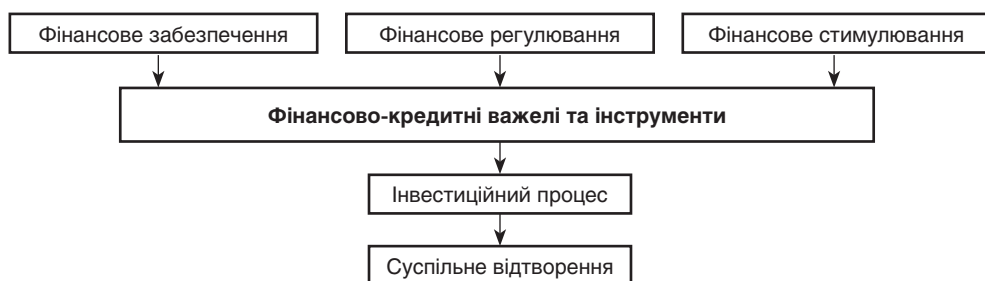 Фінансове забезпечення
Фінансове регулювання
Фінансове стимулювання
Фінансово-кредитні важелі та інструменти
Інвестиційний процес
Суспільне відтворення